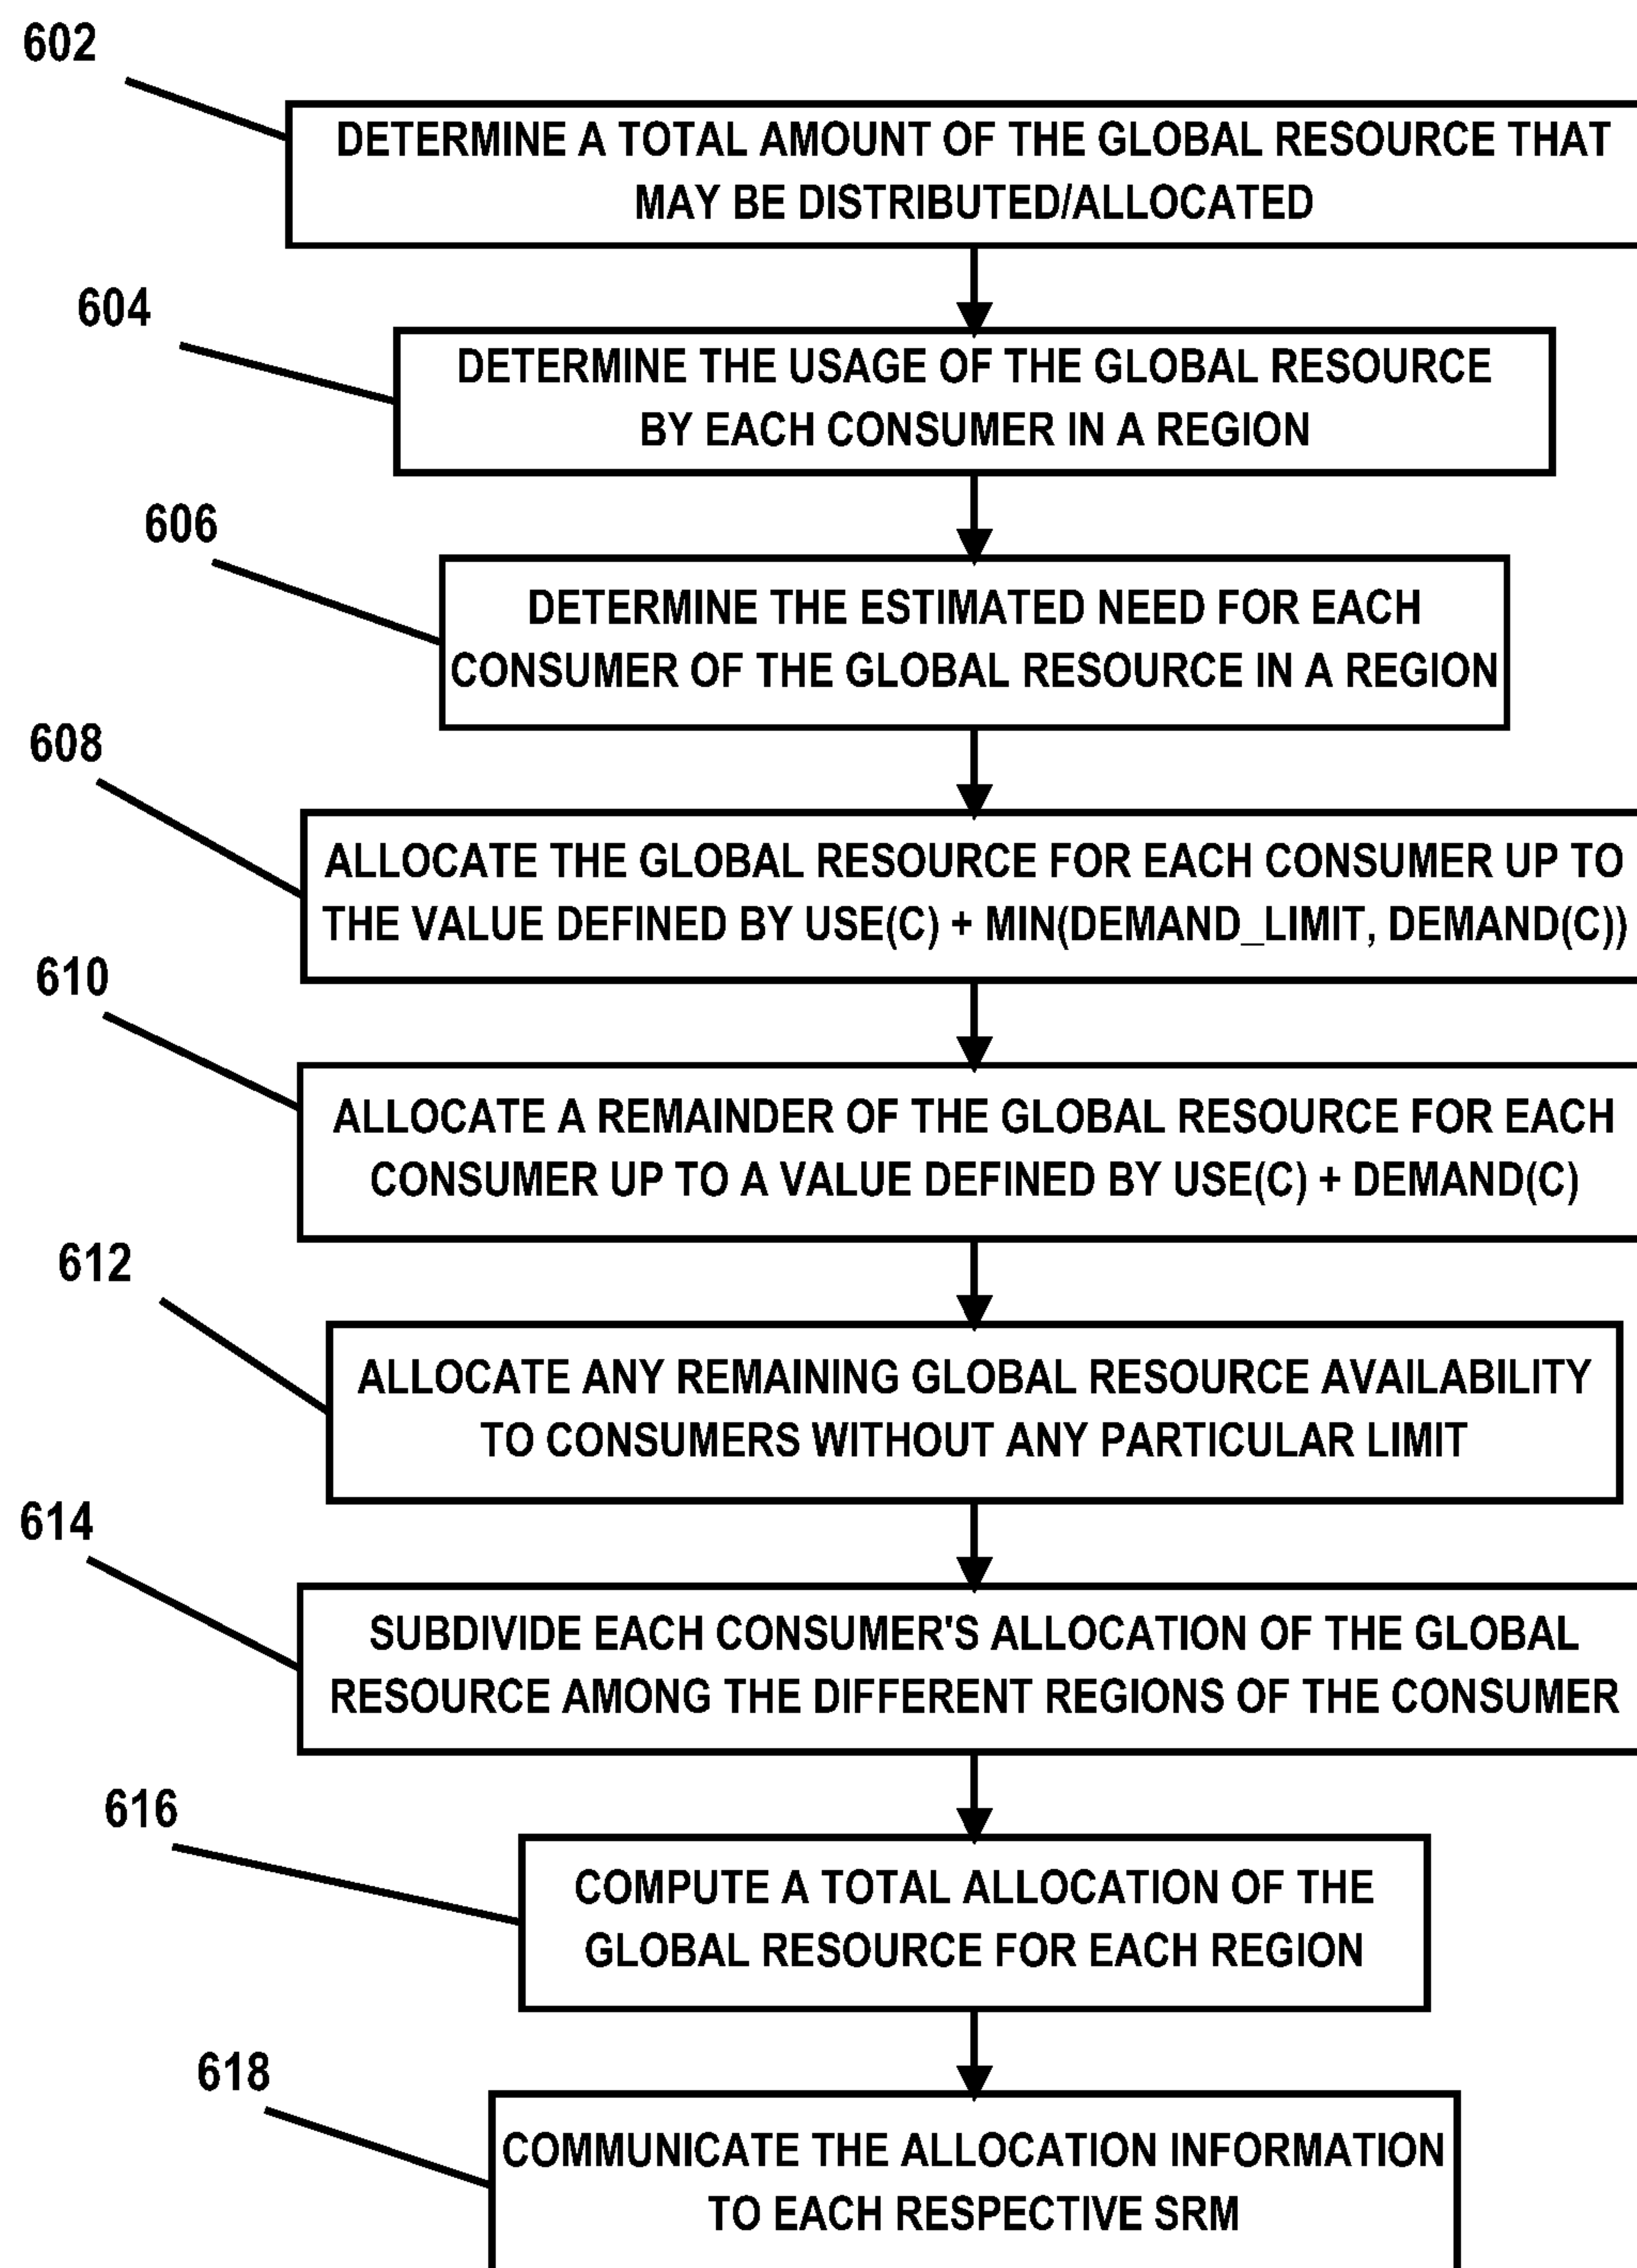 602
DETERMINE A TOTAL AMOUNT OF THE GLOBAL RESOURCE THAT
MAY BE DISTRIBUTED/ALLOCATED
604
DETERMINE THE USAGE OF THE GLOBAL RESOURCE
BY EACH CONSUMER IN A REGION
606
DETERMINE THE ESTIMATED NEED FOR EACH
CONSUMER OF THE GLOBAL RESOURCE IN A REGION
608
ALLOCATE THE GLOBAL RESOURCE FOR EACH CONSUMER UP TO
THE VALUE DEFINED BY USE(C) + MIN(DEMAND_LIMIT, DEMAND(C))
610
ALLOCATE A REMAINDER OF THE GLOBAL RESOURCE FOR EACH
CONSUMER UP TO A VALUE DEFINED BY USE(C) + DEMAND(C)
612
ALLOCATE ANY REMAINING GLOBAL RESOURCE AVAILABILITY
TO CONSUMERS WITHOUT ANY PARTICULAR LIMIT
614
SUBDIVIDE EACH CONSUMER'S ALLOCATION OF THE GLOBAL
RESOURCE AMONG THE DIFFERENT REGIONS OF THE CONSUMER
616
COMPUTE A TOTAL ALLOCATION OF THE
GLOBAL RESOURCE FOR EACH REGION
618
COMMUNICATE THE ALLOCATION INFORMATION
TO EACH RESPECTIVE SRM